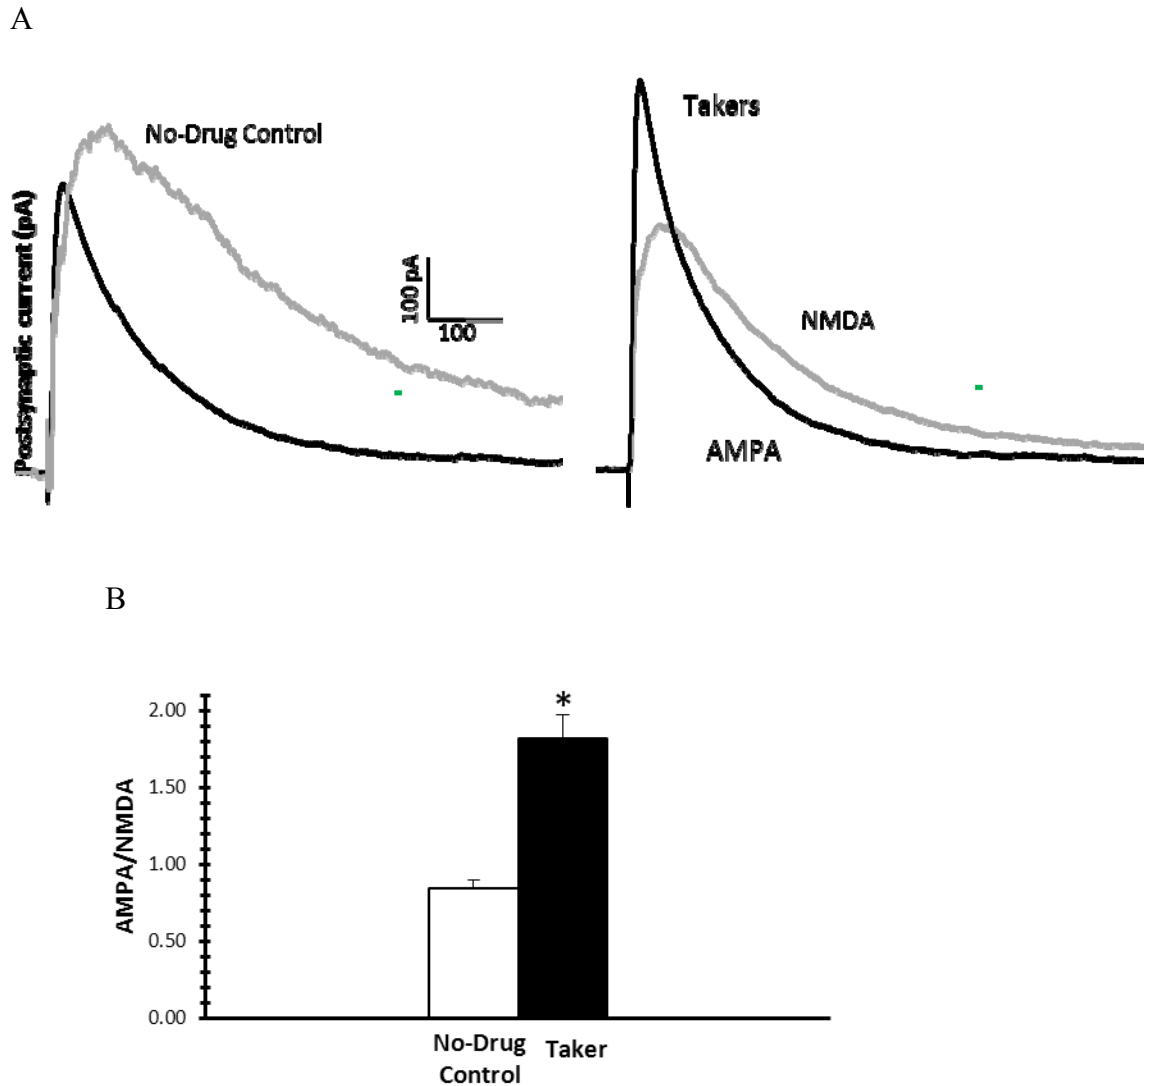 A
No-Drug Control
Takers
Postsynaptic current (pA)
100 pA
100
NMDA
AMPA
B
*
2.00
1.50
1.00
0.50
0.00
AMPA/NMDA
No-Drug
Control
Taker